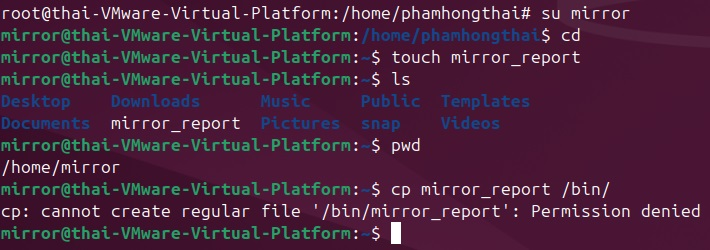 root@thai-VMware-Virtual-Platform:/home/phamhongthai# su mirror
mirror@thai-VMware-Virtual-Platform:/home/phamhongthai$ cd
mirror@thai-VMware-Virtual-Platform:~$ touch mirror_report
mirror@thai-VMware-Virtual-Platform:~$ ls
Desktop    Downloads      Music     Public  Templates
Documents  mirror_report  Pictures  snap    Videos
mirror@thai-VMware-Virtual-Platform:~$ pwd
/home/mirror
mirror@thai-VMware-Virtual-Platform:~$ cp mirror_report /bin/
cp: cannot create regular file '/bin/mirror_report': Permission denied
mirror@thai-VMware-Virtual-Platform:~$